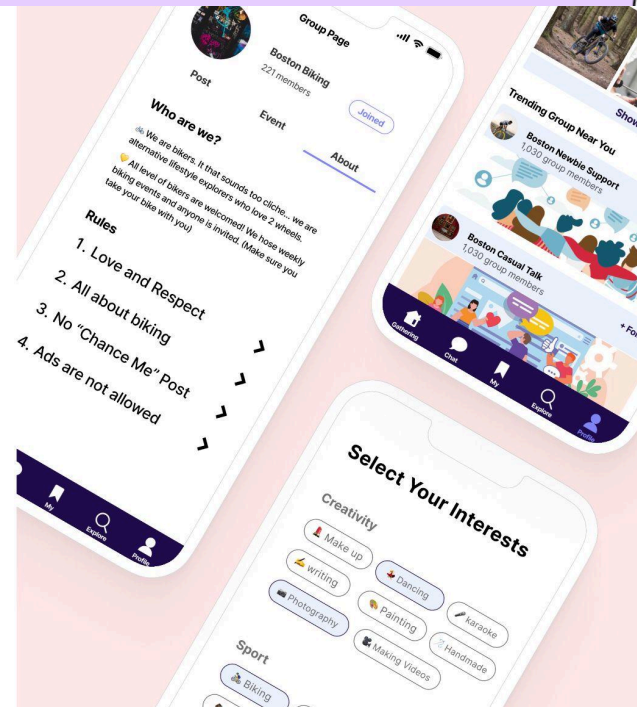 Group Page
Boston Biking
221 members
Joined
Post
Event
About
Who are we?
🚲 We are bikers. It that sounds too cliche... we are
alternative lifestyle explorers who love 2 wheels.
💛 All level of bikers are welcomed! We hose weekly
biking events and anyone is invited. (Make sure you
take your bike with you)
Rules
1. Love and Respect
2. All about biking
3. No "Chance Me" Post
4. Ads are not allowed
My
Explore
Profile
Trending Group Near You
Boston Newbie Support
1,030 group members
Boston Casual Talk
1,030 group members
Gathering
Chat
My
Explore
Profile
Select Your Interests
Creativity
💄 Make up
💃 Dancing
🎤 karaoke
✍ writing
🎨 Painting
Handmade
📷 Photography
🎥 Making Videos
Sport
🚴 Biking